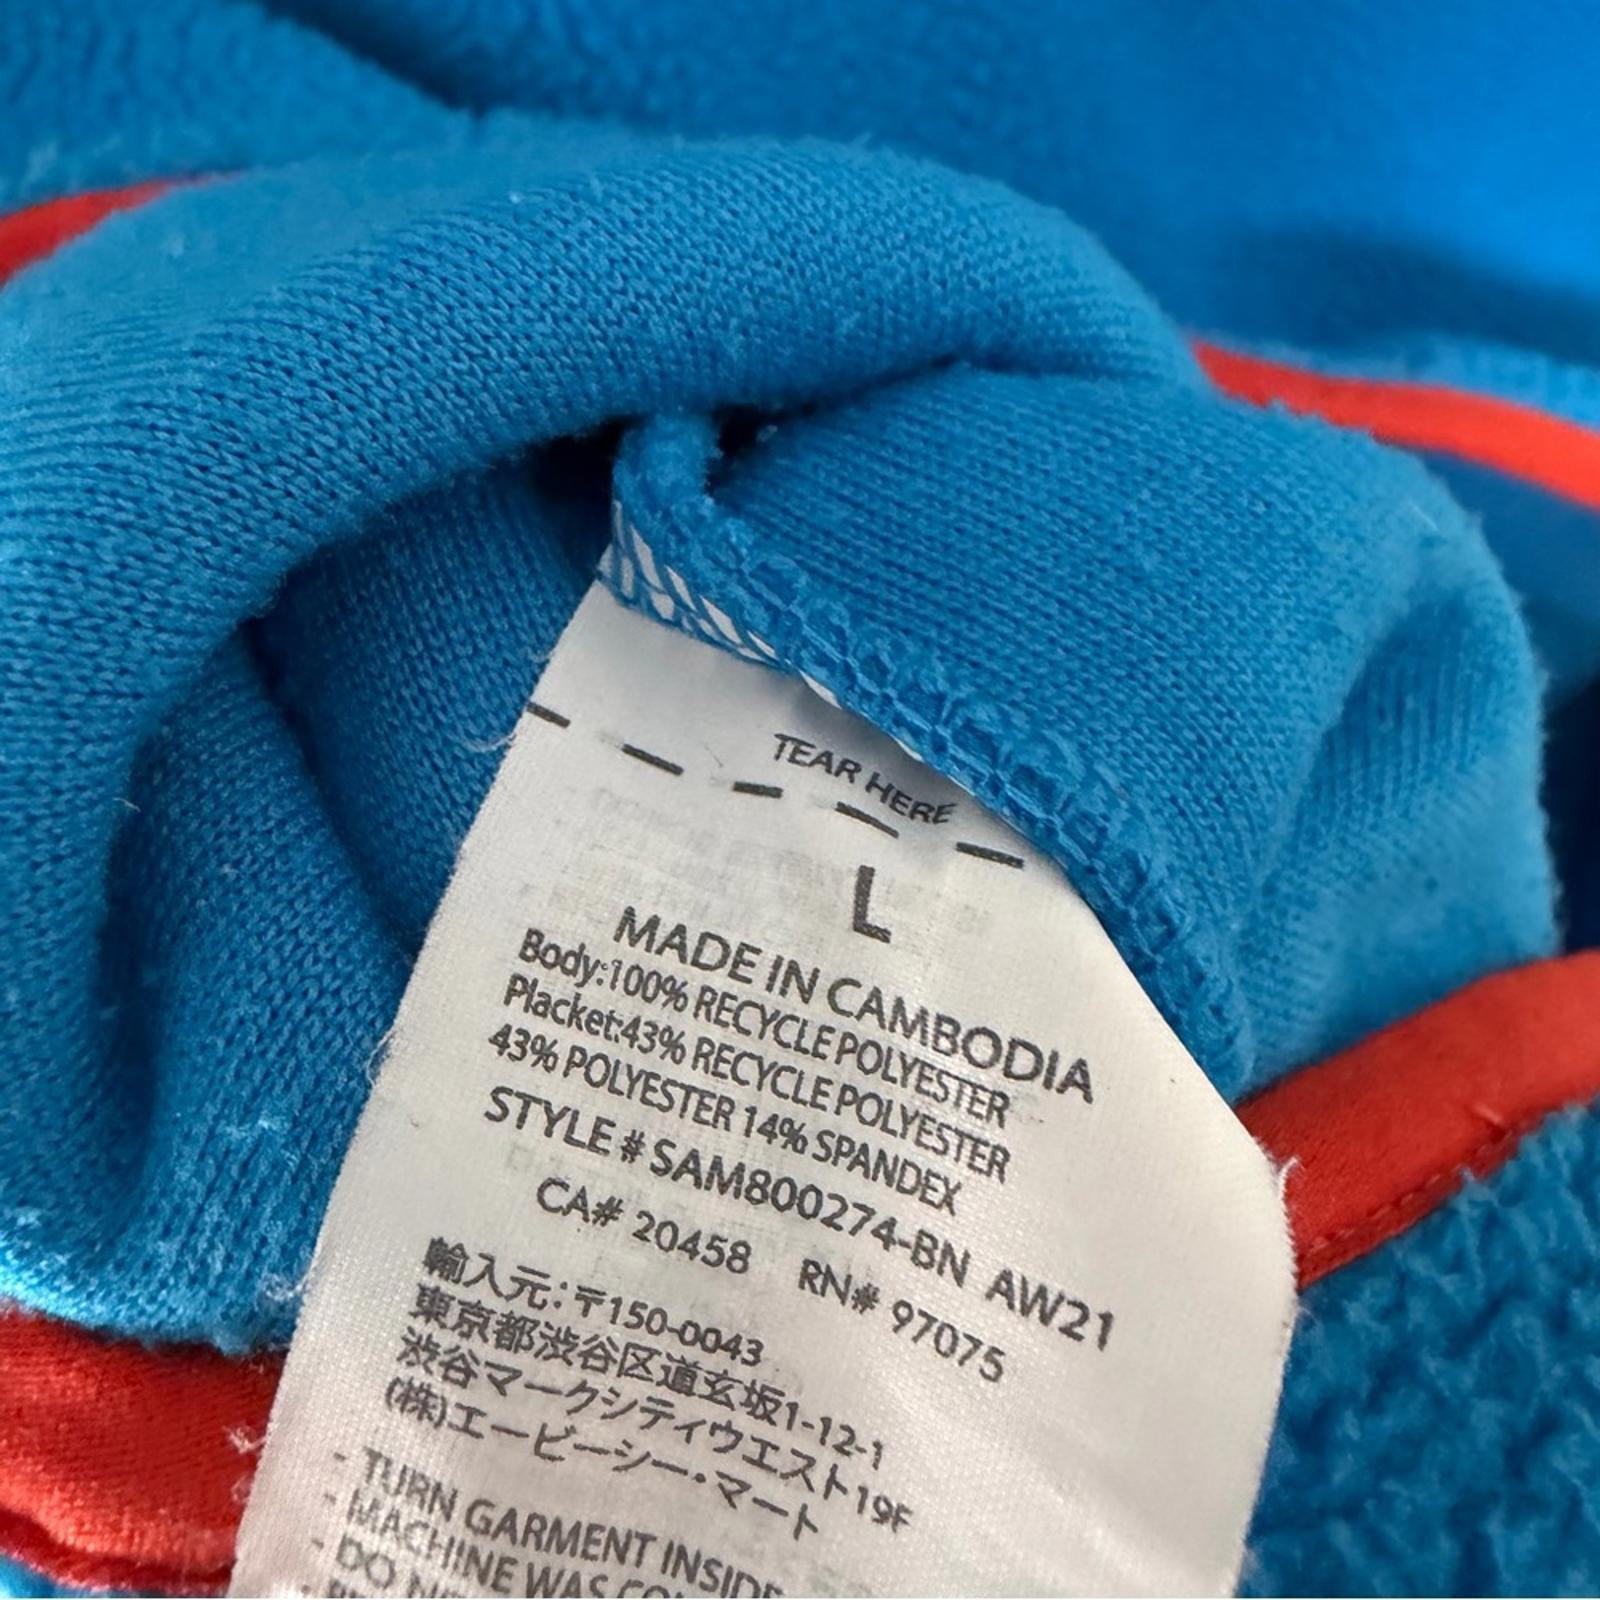 TEAR HERE
L
MADE IN CAMBODIA
Body:100% RECYCLE POLYESTER
Placket:43% RECYCLE POLYESTER
43% POLYESTER 14% SPANDEX
STYLE # SAM800274-BN AW21
CA# 20458 RN# 97075
輸入元:〒150-0043
東京都渋谷区道玄坂1-12-1
渋谷マークシティウエスト19F
(株)エービーシー・マート
- TURN GARMENT INSIDE
- MACHINE WAS
- DO